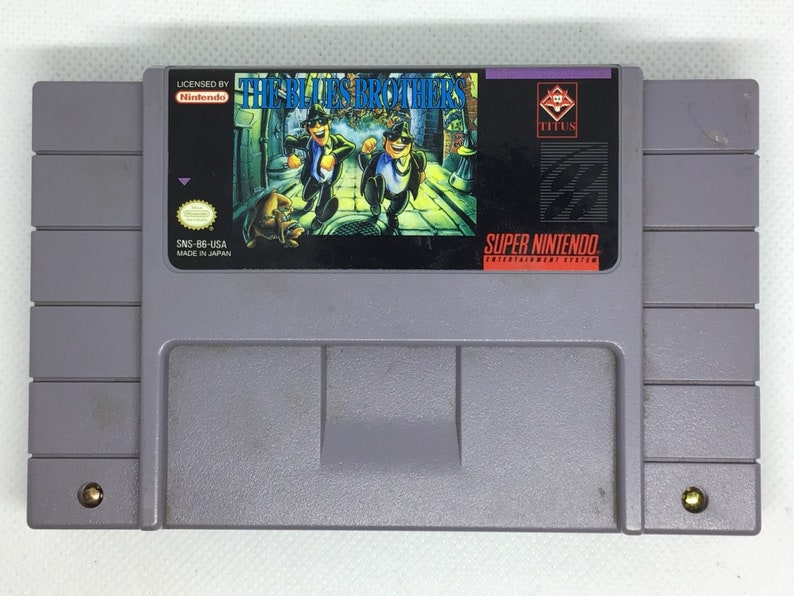 LICENSED BY
Nintendo
THE BLUES BROTHERS
TITUS
SNS-B6-USA
MADE IN JAPAN
SUPER NINTENDO
ENTERTAINMENT SYSTEM